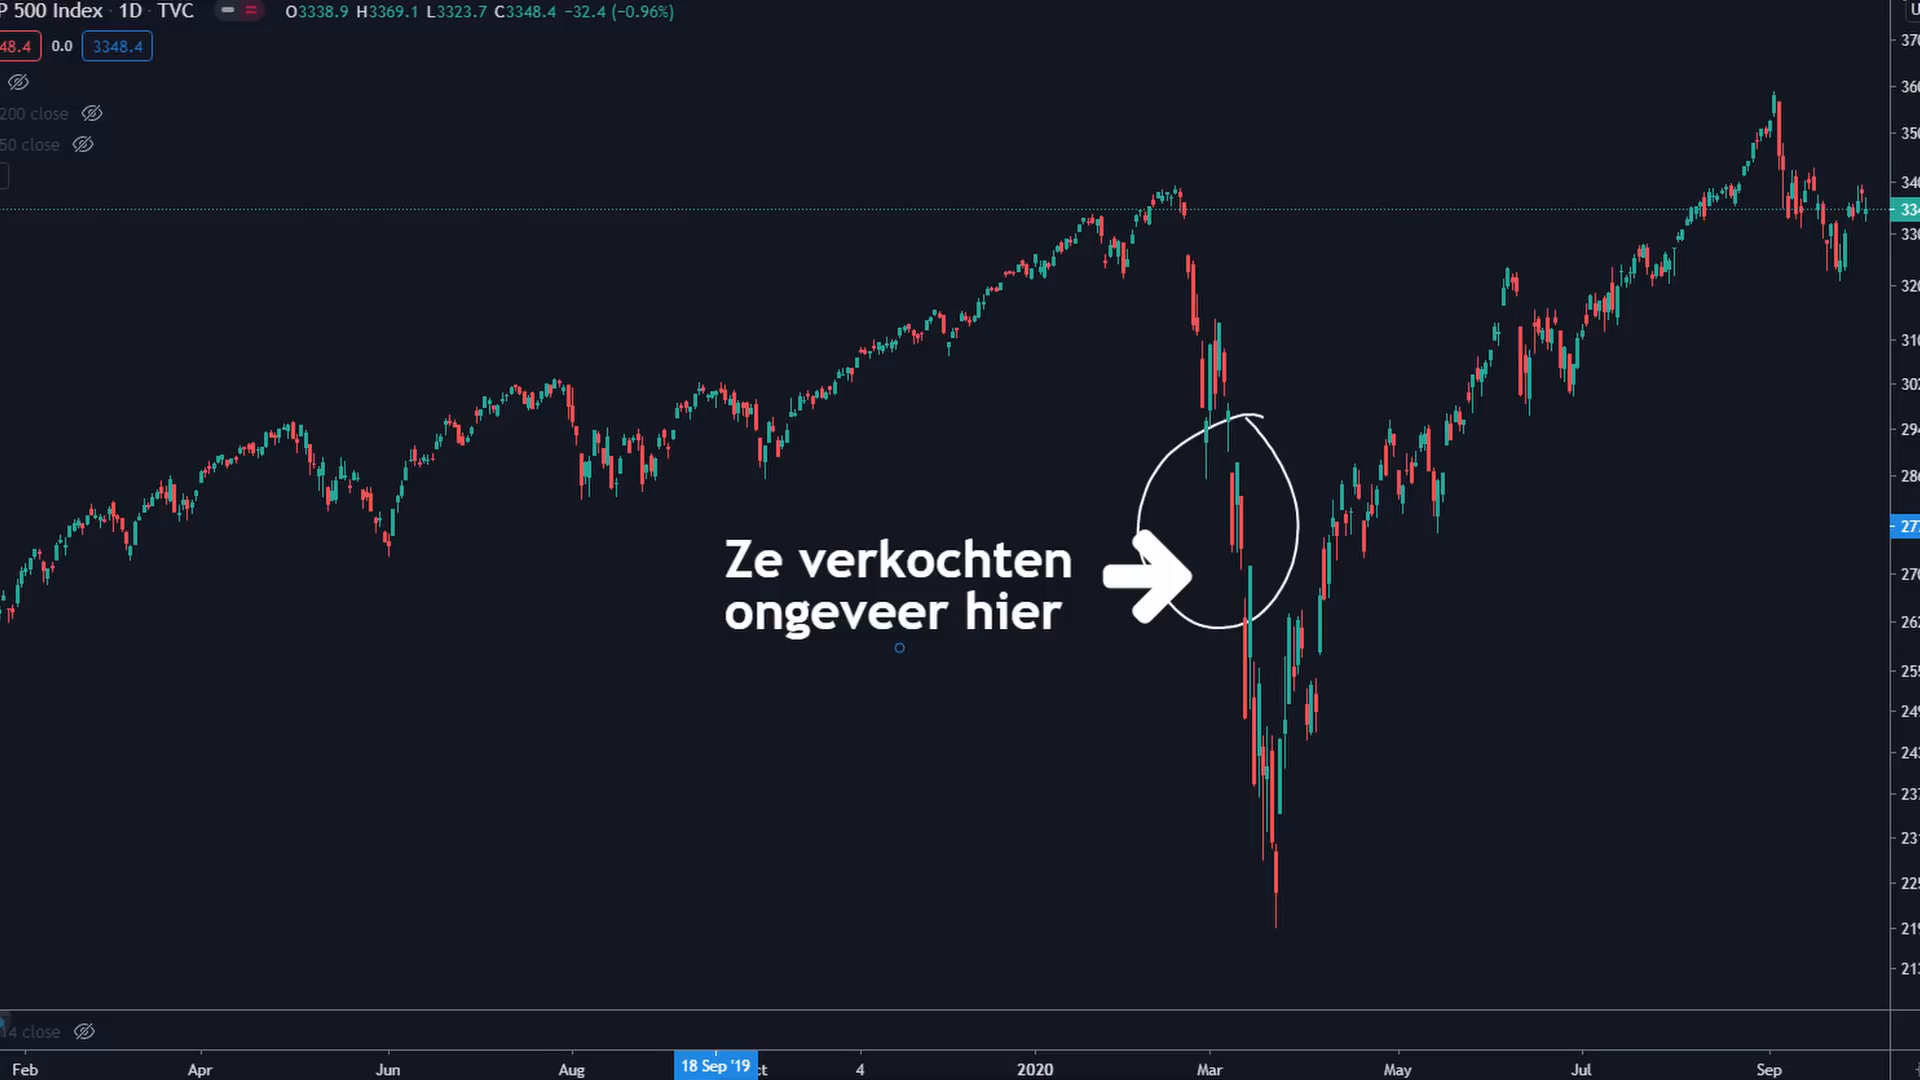 P 500 Index · 1D · TVC O3338.9 H3369.1 L3323.7 C3348.4 −32.4 (−0.96%)
48.4 0.0 3348.4
200 close
50 close
Ze verkochten
ongeveer hier
14 close
Feb Apr Jun Aug 18 Sep '19 4 2020 Mar May Jul Sep